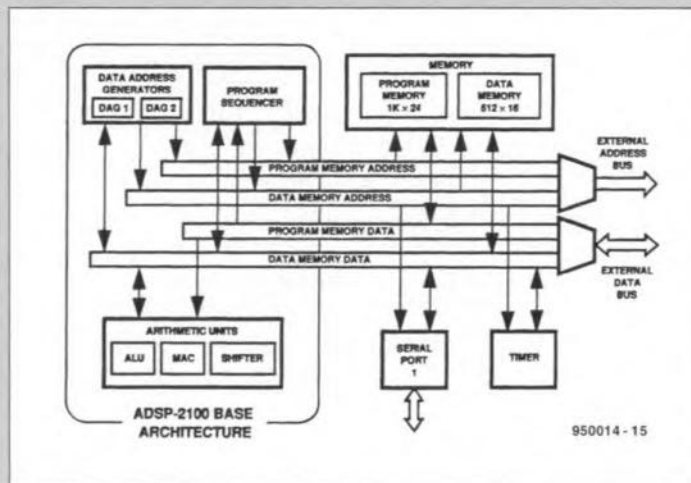 DATA ADDRESS
GENERATORS
DAG 1
DAG 2
PROGRAM
SEQUENCER
MEMORY
PROGRAM
MEMORY
1K × 24
DATA
MEMORY
512 × 16
EXTERNAL
ADDRESS
BUS
PROGRAM MEMORY ADDRESS
DATA MEMORY ADDRESS
PROGRAM MEMORY DATA
DATA MEMORY DATA
EXTERNAL
DATA
BUS
ARITHMETIC UNITS
ALU
MAC
SHIFTER
SERIAL
PORT
1
TIMER
ADSP-2100 BASE
ARCHITECTURE
950014 - 15